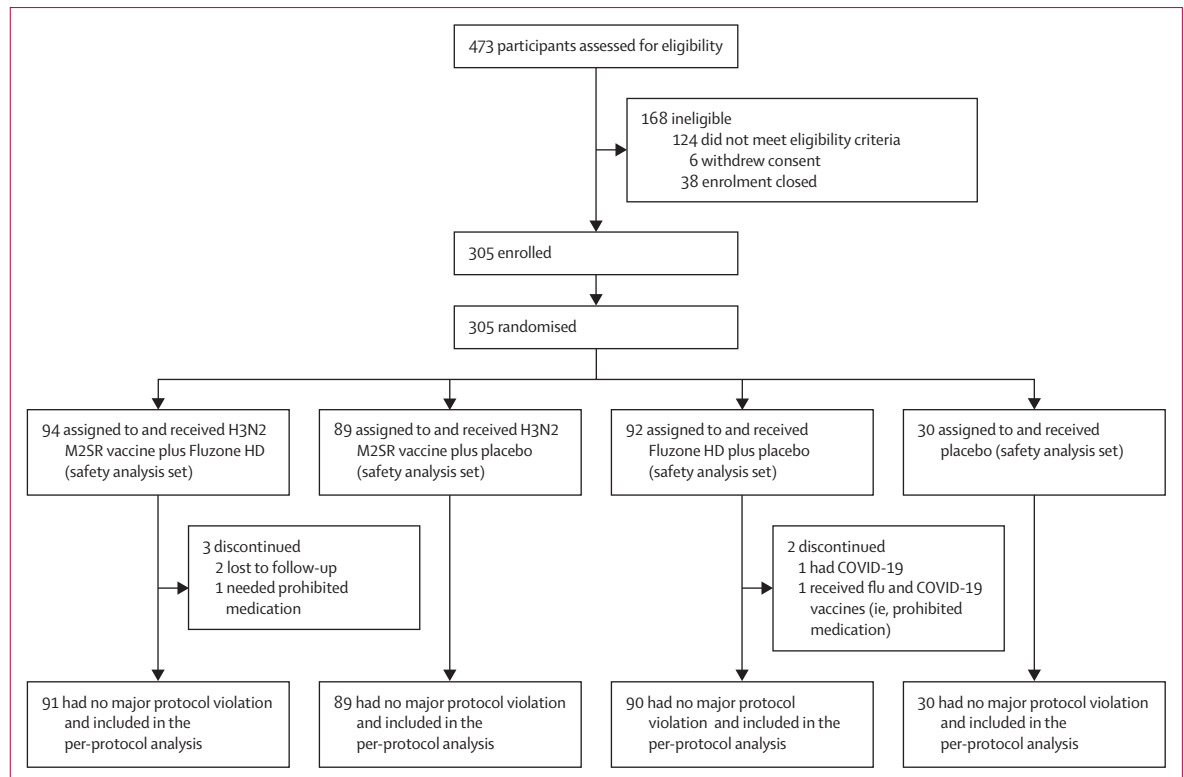 473 participants assessed for eligibility
168 ineligible
124 did not meet eligibility criteria
6 withdrew consent
38 enrolment closed
305 enrolled
305 randomised
94 assigned to and received H3N2
M2SR vaccine plus Fluzone HD
(safety analysis set)
89 assigned to and received H3N2
M2SR vaccine plus placebo
(safety analysis set)
92 assigned to and received
Fluzone HD plus placebo
(safety analysis set)
30 assigned to and received
placebo (safety analysis set)
3 discontinued
2 lost to follow-up
1 needed prohibited
medication
2 discontinued
1 had COVID-19
1 received flu and COVID-19
vaccines (ie, prohibited
medication)
91 had no major protocol violation
and included in the
per-protocol analysis
89 had no major protocol violation
and included in the
per-protocol analysis
90 had no major protocol
violation and included in the
per-protocol analysis
30 had no major protocol violation
and included in the
per-protocol analysis